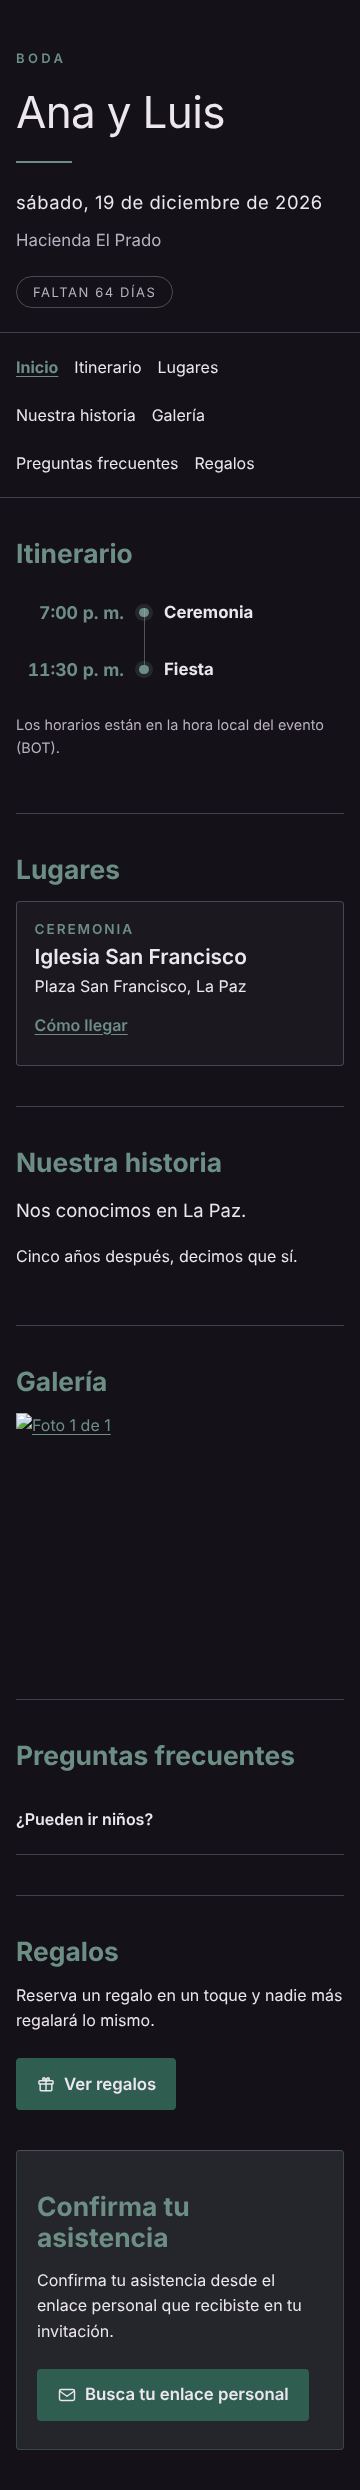 BODA
Ana y Luis
sábado, 19 de diciembre de 2026
Hacienda El Prado
FALTAN 64 DÍAS
Inicio Itinerario Lugares
Nuestra historia Galería
Preguntas frecuentes Regalos
Itinerario
7:00 p. m. Ceremonia
11:30 p. m. Fiesta
Los horarios están en la hora local del evento
(BOT).
Lugares
CEREMONIA
Iglesia San Francisco
Plaza San Francisco, La Paz
Cómo llegar
Nuestra historia
Nos conocimos en La Paz.
Cinco años después, decimos que sí.
Galería
Foto 1 de 1
Preguntas frecuentes
¿Pueden ir niños?
Regalos
Reserva un regalo en un toque y nadie más
regalará lo mismo.
Ver regalos
Confirma tu
asistencia
Confirma tu asistencia desde el
enlace personal que recibiste en tu
invitación.
Busca tu enlace personal